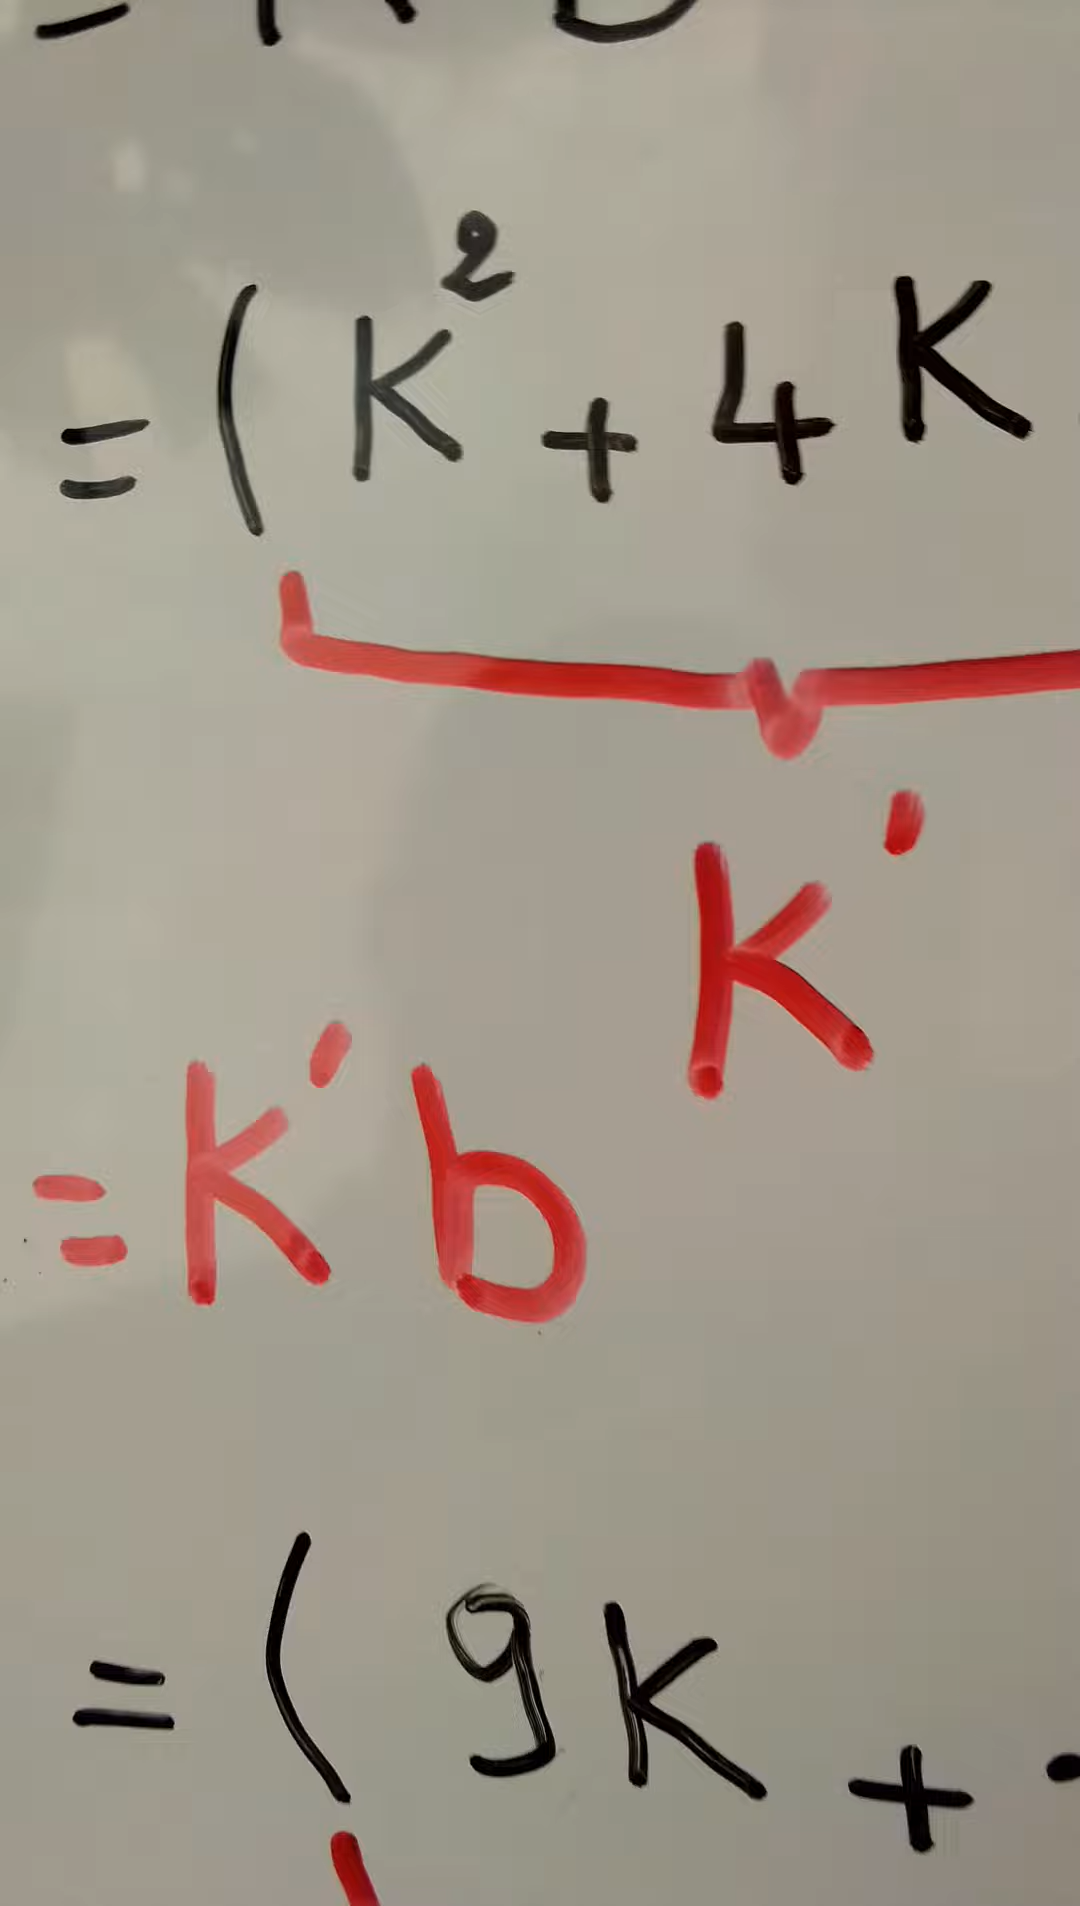 = (K² + 4K
K'
= K'b
= (9K +